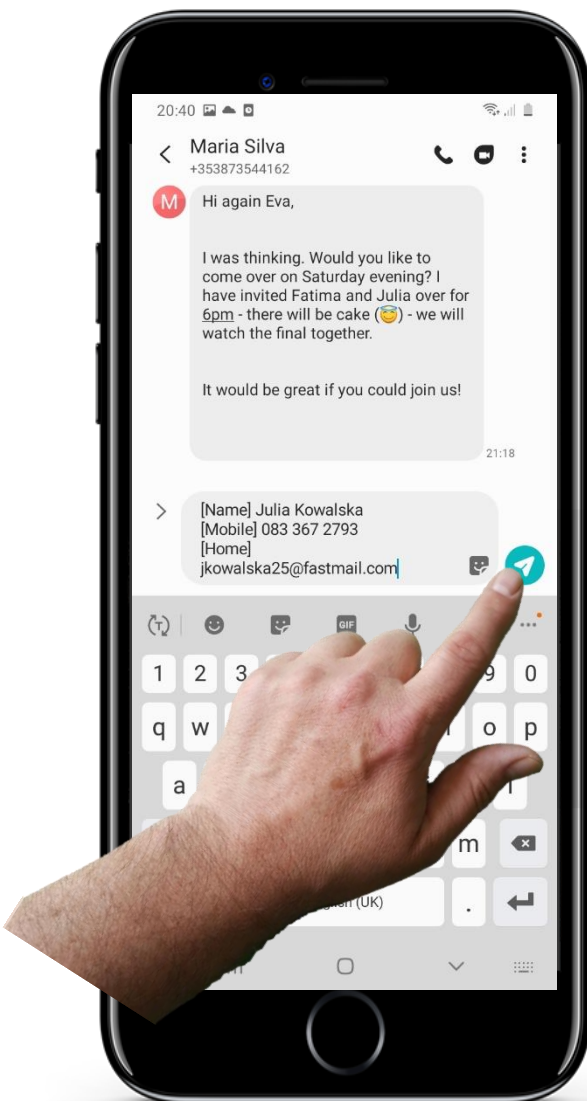 20:40
Maria Silva
+353873544162
M
Hi again Eva,
I was thinking. Would you like to
come over on Saturday evening? I
have invited Fatima and Julia over for
6pm - there will be cake (😇) - we will
watch the final together.
It would be great if you could join us!
21:18
[Name] Julia Kowalska
[Mobile] 083 367 2793
[Home]
jkowalska25@fastmail.com
T
GIF
1 2 3 9 0
q w o p
a
m
(UK) .